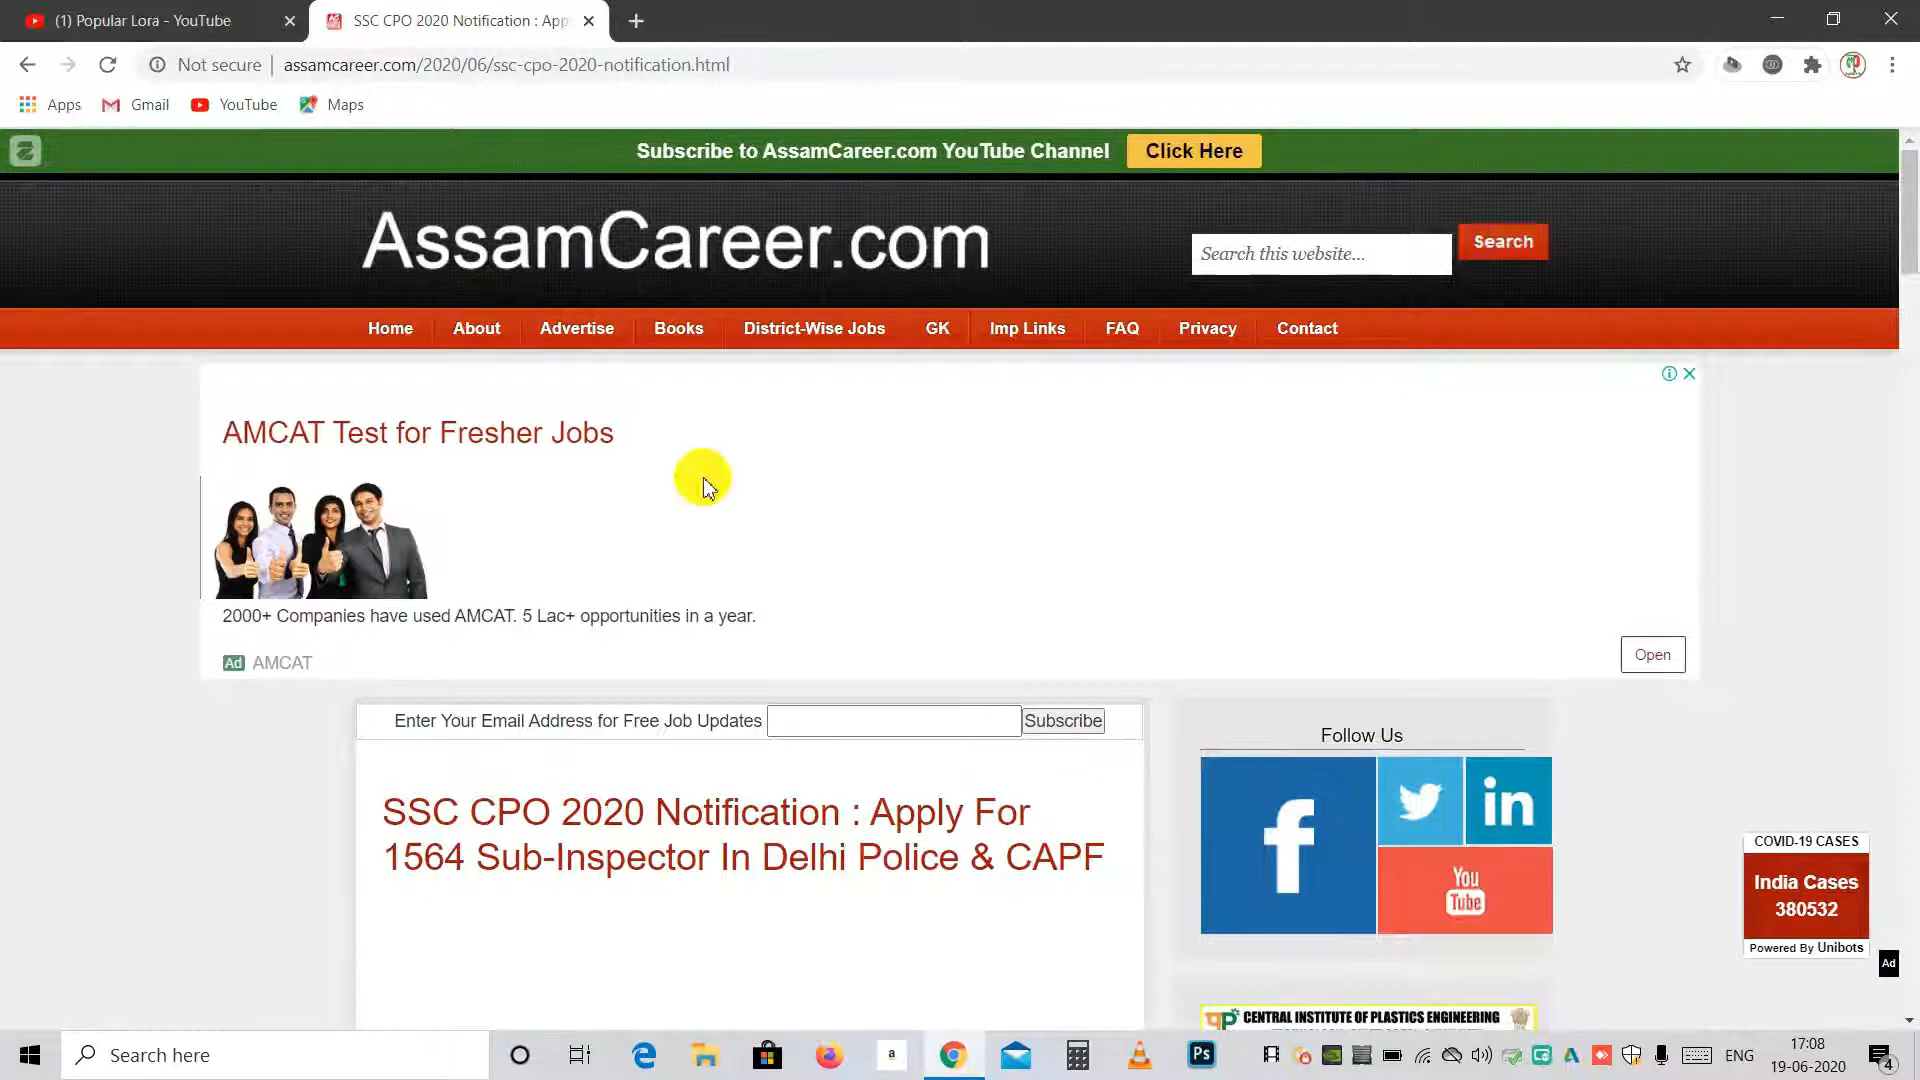 (1) Popular Lora - YouTube
SSC CPO 2020 Notification : App
Not secure
assamcareer.com/2020/06/ssc-cpo-2020-notification.html
Apps
Gmail
YouTube
Maps
Subscribe to AssamCareer.com YouTube Channel
Click Here
AssamCareer.com
Search this website...
Search
Home
About
Advertise
Books
District-Wise Jobs
GK
Imp Links
FAQ
Privacy
Contact
AMCAT Test for Fresher Jobs
2000+ Companies have used AMCAT. 5 Lac+ opportunities in a year.
Ad AMCAT
Open
Enter Your Email Address for Free Job Updates
Subscribe
SSC CPO 2020 Notification : Apply For
1564 Sub-Inspector In Delhi Police & CAPF
Follow Us
f
in
You
Tube
COVID-19 CASES
India Cases
380532
Powered By Unibots
Ad
CENTRAL INSTITUTE OF PLASTICS ENGINEERING
Search here
a
Ps
ENG
17:08
19-06-2020
4